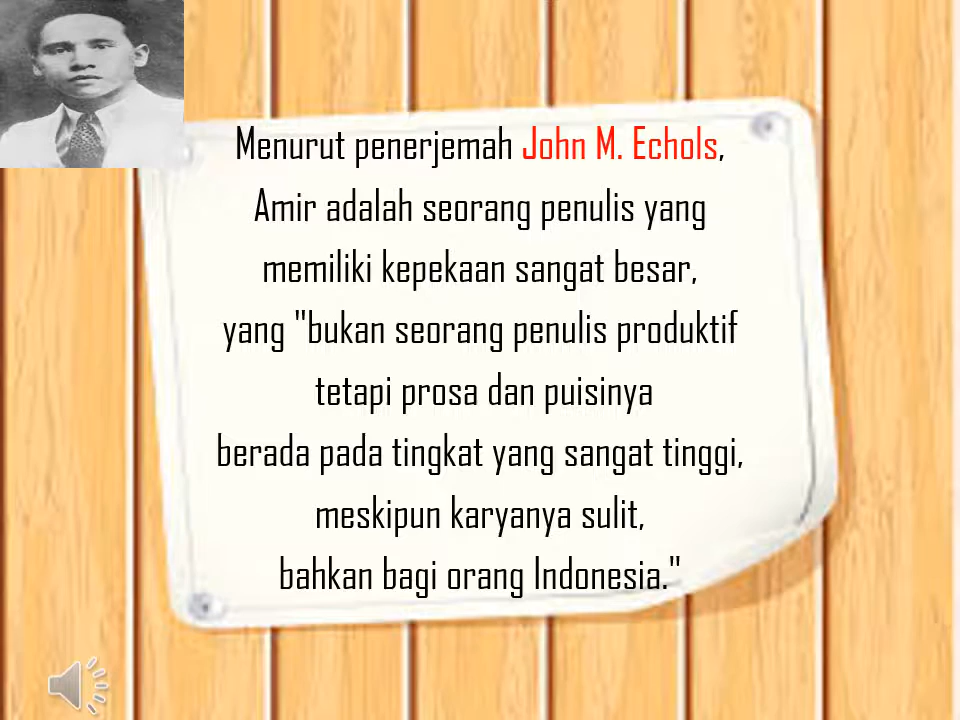 Menurut penerjemah John M. Echols,
Amir adalah seorang penulis yang
memiliki kepekaan sangat besar,
yang "bukan seorang penulis produktif
tetapi prosa dan puisinya
berada pada tingkat yang sangat tinggi,
meskipun karyanya sulit,
bahkan bagi orang Indonesia."